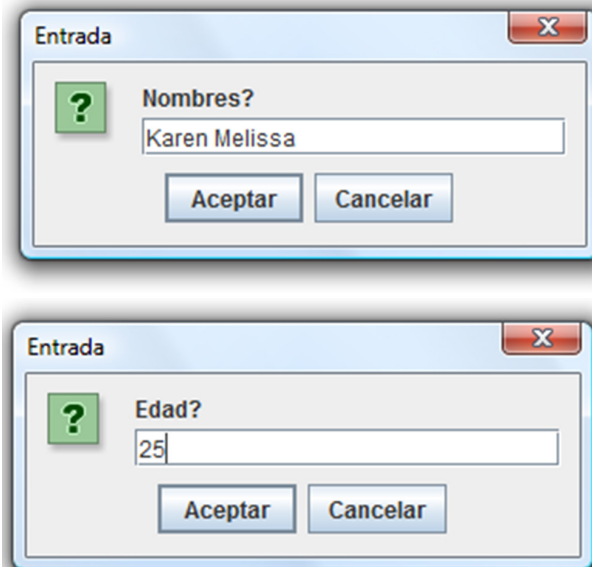 Entrada
Nombres?
Karen Melissa
Aceptar Cancelar
Entrada
Edad?
25
Aceptar Cancelar